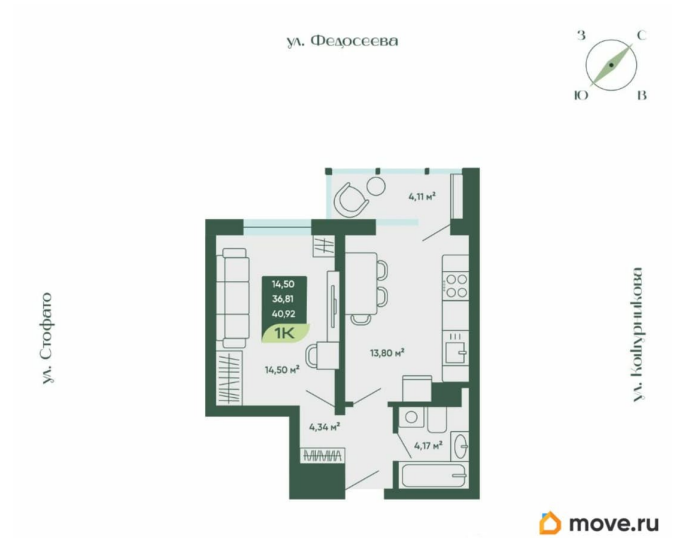 ул. Федосеева
З С
Ю В
4,11 м²
14,50
36,81
40,92
1К
13,80 м²
14,50 м²
4,34 м²
4,17 м²
ул. Стофато
ул. Кошурникова
move.ru